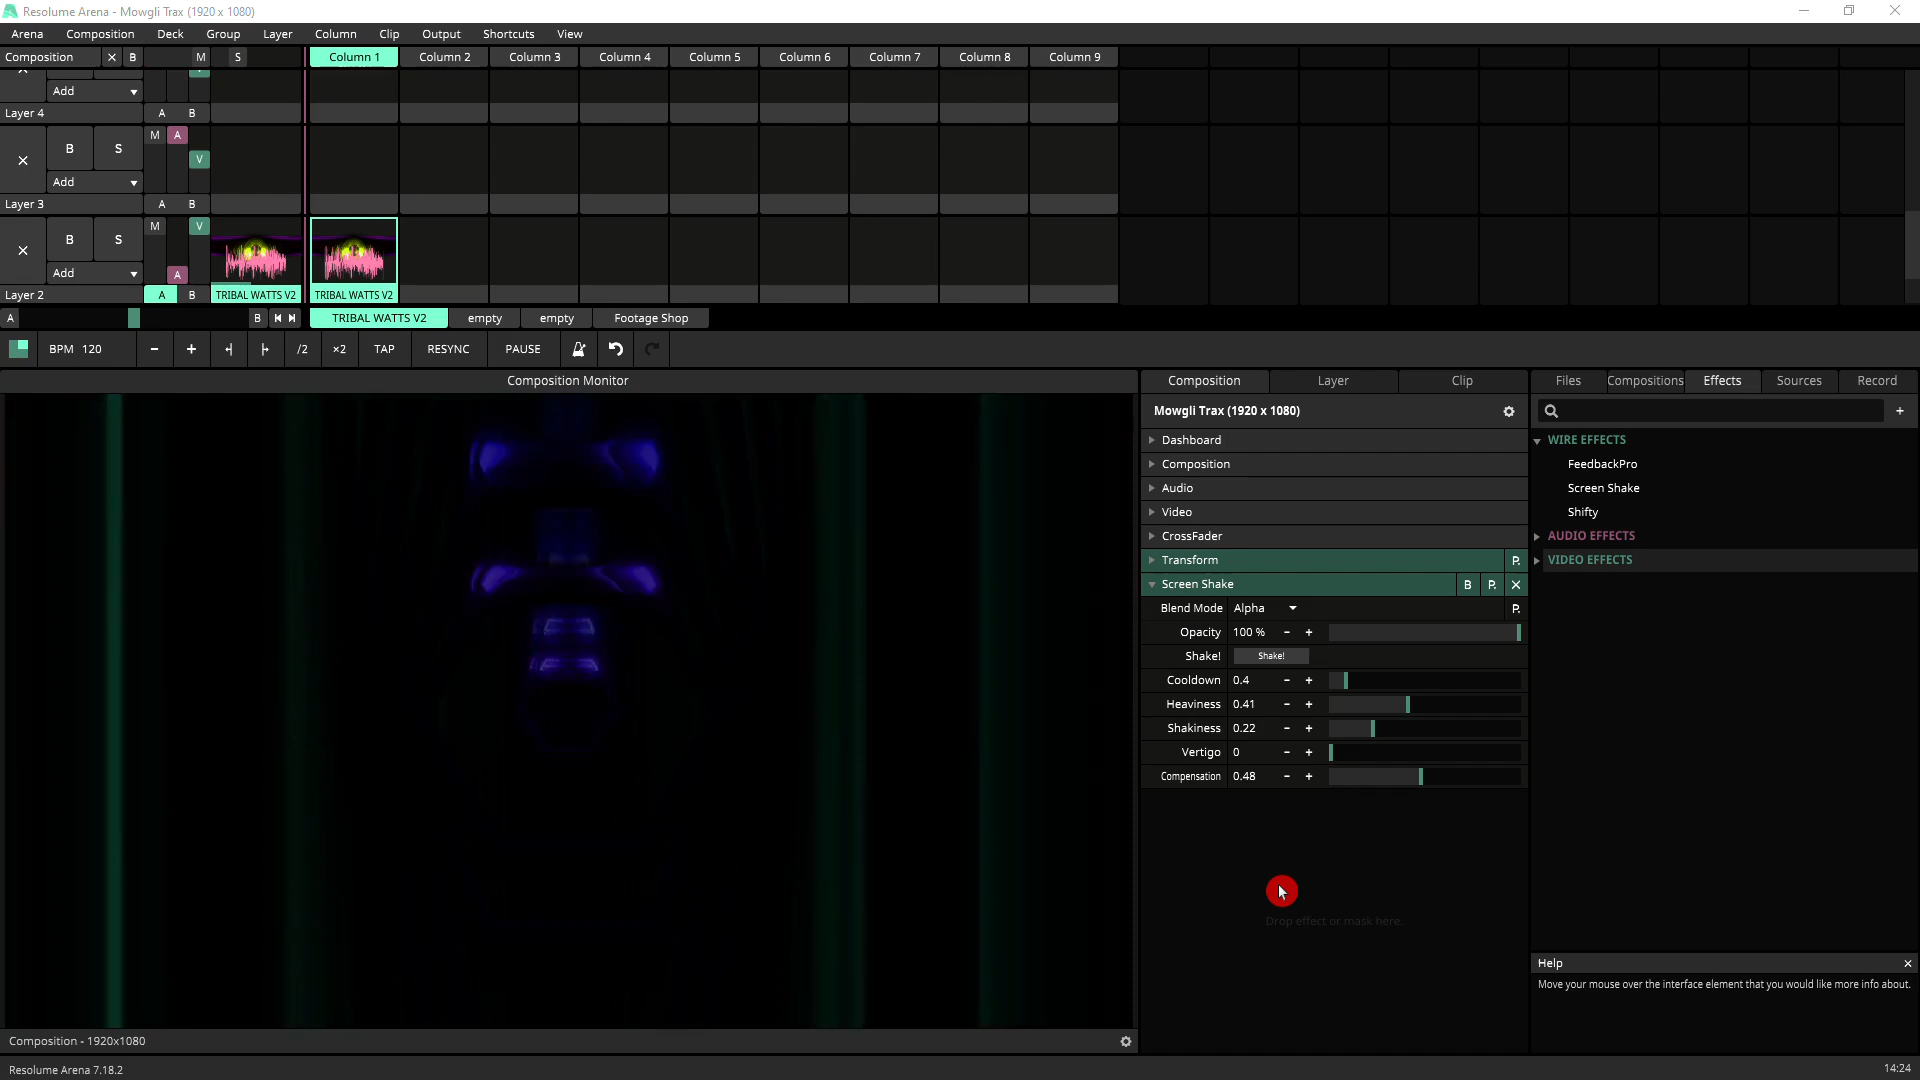 Resolume Arena - Mowgli Trax (1920 x 1080)
Arena Composition Deck Group Layer Column Clip Output Shortcuts View
Composition B M S Column 1 Column 2 Column 3 Column 4 Column 5 Column 6 Column 7 Column 8 Column 9
Add
Layer 4 A B
B S M A V
Add
Layer 3 A B
B S M V
Add A
Layer 2 A B TRIBAL WATTS V2 TRIBAL WATTS V2
A B TRIBAL WATTS V2 empty empty Footage Shop
BPM 120 - + /2 ×2 TAP RESYNC PAUSE
Composition Monitor
Composition - 1920x1080
Composition Layer Clip
Mowgli Trax (1920 x 1080)
Dashboard
Composition
Audio
Video
CrossFader
Transform P.
Screen Shake B P. X
Blend Mode Alpha P.
Opacity 100 % - +
Shake! Shake!
Cooldown 0.4 - +
Heaviness 0.41 - +
Shakiness 0.22 - +
Vertigo 0 - +
Compensation 0.48 - +
Drop effect or mask here.
Files Compositions Effects Sources Record
+
WIRE EFFECTS
FeedbackPro
Screen Shake
Shifty
AUDIO EFFECTS
VIDEO EFFECTS
Help
Move your mouse over the interface element that you would like more info about.
Resolume Arena 7.18.2
14:24